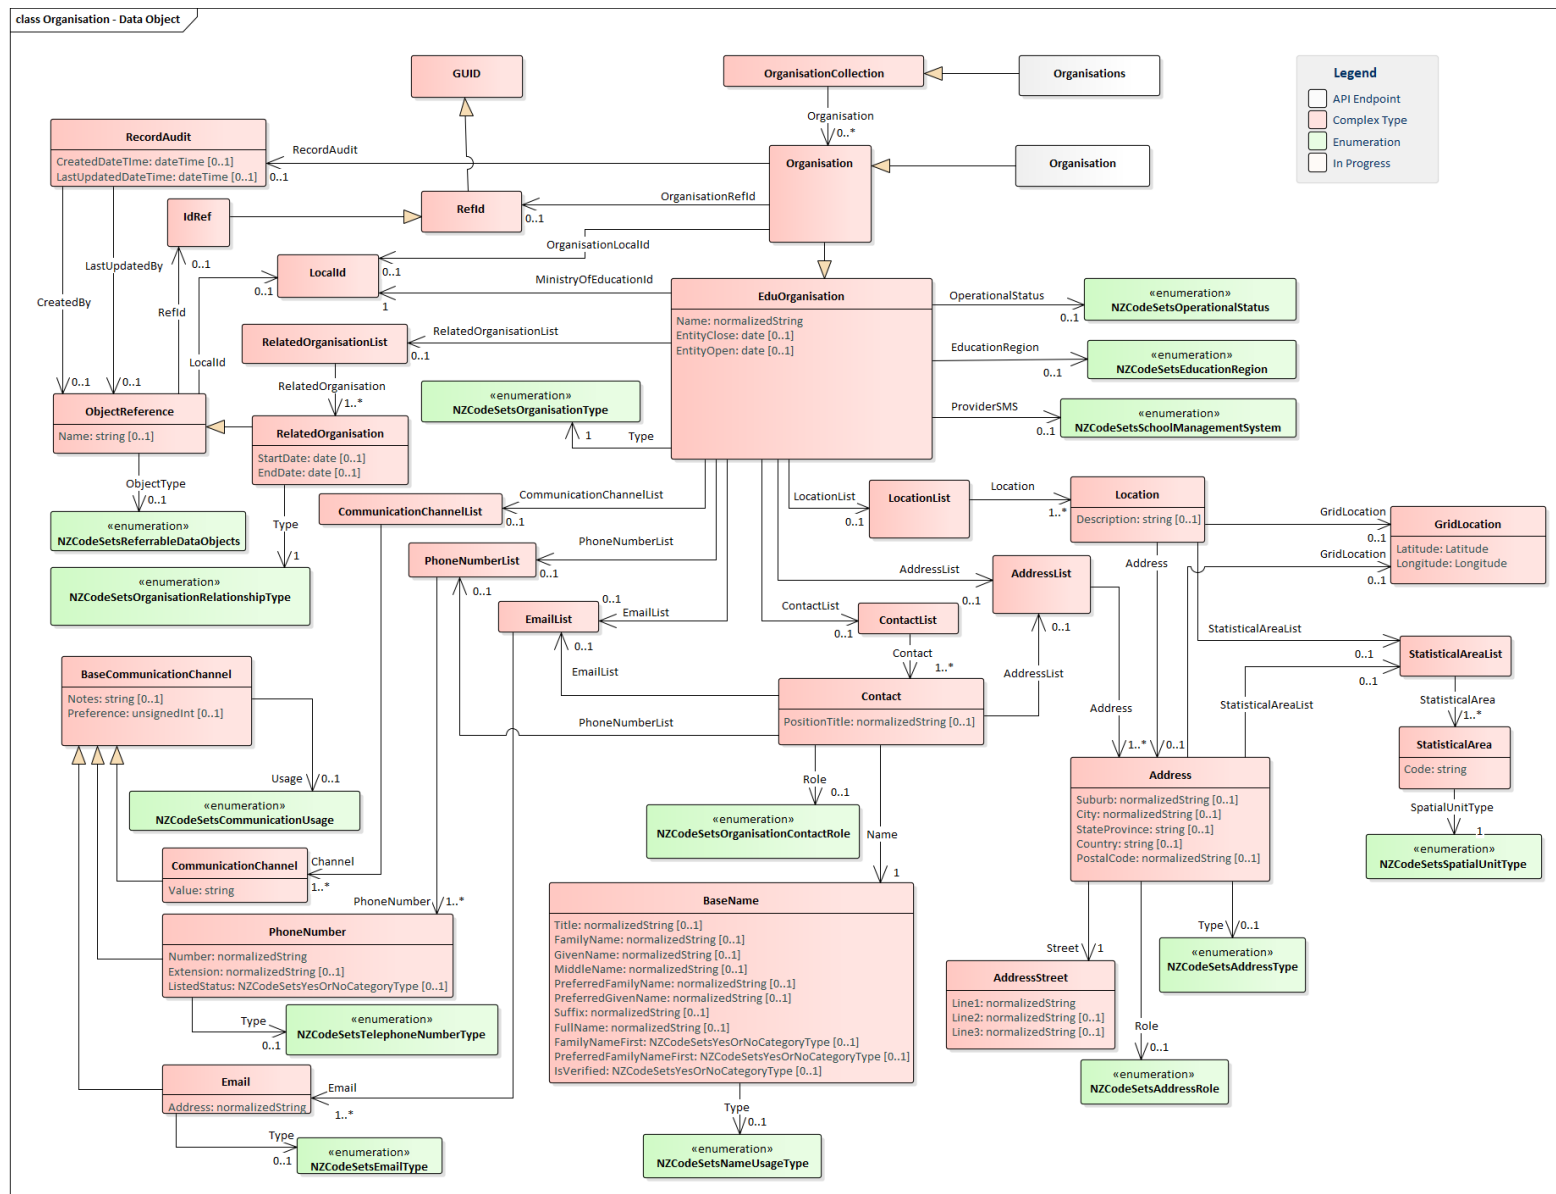 class Organisation - Data Object
GUID
OrganisationCollection
Organisations
Legend
API Endpoint
Complex Type
Enumeration
In Progress
Organisation
0..*
RecordAudit
CreatedDateTIme: dateTime [0..1]
LastUpdatedDateTime: dateTime [0..1]
RecordAudit
0..1
Organisation
Organisation
IdRef
RefId
OrganisationRefId
0..1
OrganisationLocalId
0..1
LocalId
MinistryOfEducationId
1
0..1
LastUpdatedBy
0..1
CreatedBy
RefId
LocalId
0..1
0..1
EduOrganisation
Name: normalizedString
EntityClose: date [0..1]
EntityOpen: date [0..1]
OperationalStatus
0..1
«enumeration»
NZCodeSetsOperationalStatus
EducationRegion
0..1
«enumeration»
NZCodeSetsEducationRegion
ProviderSMS
0..1
«enumeration»
NZCodeSetsSchoolManagementSystem
RelatedOrganisationList
RelatedOrganisationList
0..1
RelatedOrganisation
1..*
«enumeration»
NZCodeSetsOrganisationType
1
Type
ObjectReference
Name: string [0..1]
RelatedOrganisation
StartDate: date [0..1]
EndDate: date [0..1]
ObjectType
0..1
«enumeration»
NZCodeSetsReferrableDataObjects
Type
1
«enumeration»
NZCodeSetsOrganisationRelationshipType
CommunicationChannelList
CommunicationChannelList
0..1
LocationList
0..1
LocationList
Location
1..*
Location
Description: string [0..1]
GridLocation
0..1
GridLocation
0..1
GridLocation
Latitude: Latitude
Longitude: Longitude
PhoneNumberList
PhoneNumberList
0..1
0..1
AddressList
0..1
AddressList
0..1
Address
EmailList
0..1
EmailList
0..1
EmailList
ContactList
0..1
ContactList
Contact
1..*
AddressList
StatisticalAreaList
0..1
StatisticalAreaList
0..1
StatisticalAreaList
StatisticalArea
1..*
StatisticalArea
Code: string
SpatialUnitType
1
«enumeration»
NZCodeSetsSpatialUnitType
BaseCommunicationChannel
Notes: string [0..1]
Preference: unsignedInt [0..1]
Usage
0..1
«enumeration»
NZCodeSetsCommunicationUsage
Contact
PositionTitle: normalizedString [0..1]
PhoneNumberList
Address
1..*
0..1
Role
0..1
«enumeration»
NZCodeSetsOrganisationContactRole
Name
1
Address
Suburb: normalizedString [0..1]
City: normalizedString [0..1]
StateProvince: string [0..1]
Country: string [0..1]
PostalCode: normalizedString [0..1]
CommunicationChannel
Value: string
Channel
1..*
PhoneNumber
1..*
PhoneNumber
Number: normalizedString
Extension: normalizedString [0..1]
ListedStatus: NZCodeSetsYesOrNoCategoryType [0..1]
Type
0..1
«enumeration»
NZCodeSetsTelephoneNumberType
BaseName
Title: normalizedString [0..1]
FamilyName: normalizedString [0..1]
GivenName: normalizedString [0..1]
MiddleName: normalizedString [0..1]
PreferredFamilyName: normalizedString [0..1]
PreferredGivenName: normalizedString [0..1]
Suffix: normalizedString [0..1]
FullName: normalizedString [0..1]
FamilyNameFirst: NZCodeSetsYesOrNoCategoryType [0..1]
PreferredFamilyNameFirst: NZCodeSetsYesOrNoCategoryType [0..1]
IsVerified: NZCodeSetsYesOrNoCategoryType [0..1]
Street
1
AddressStreet
Line1: normalizedString
Line2: normalizedString [0..1]
Line3: normalizedString [0..1]
Type
0..1
«enumeration»
NZCodeSetsAddressType
Role
0..1
«enumeration»
NZCodeSetsAddressRole
Email
Address: normalizedString
Email
1..*
Type
0..1
«enumeration»
NZCodeSetsEmailType
Type
0..1
«enumeration»
NZCodeSetsNameUsageType